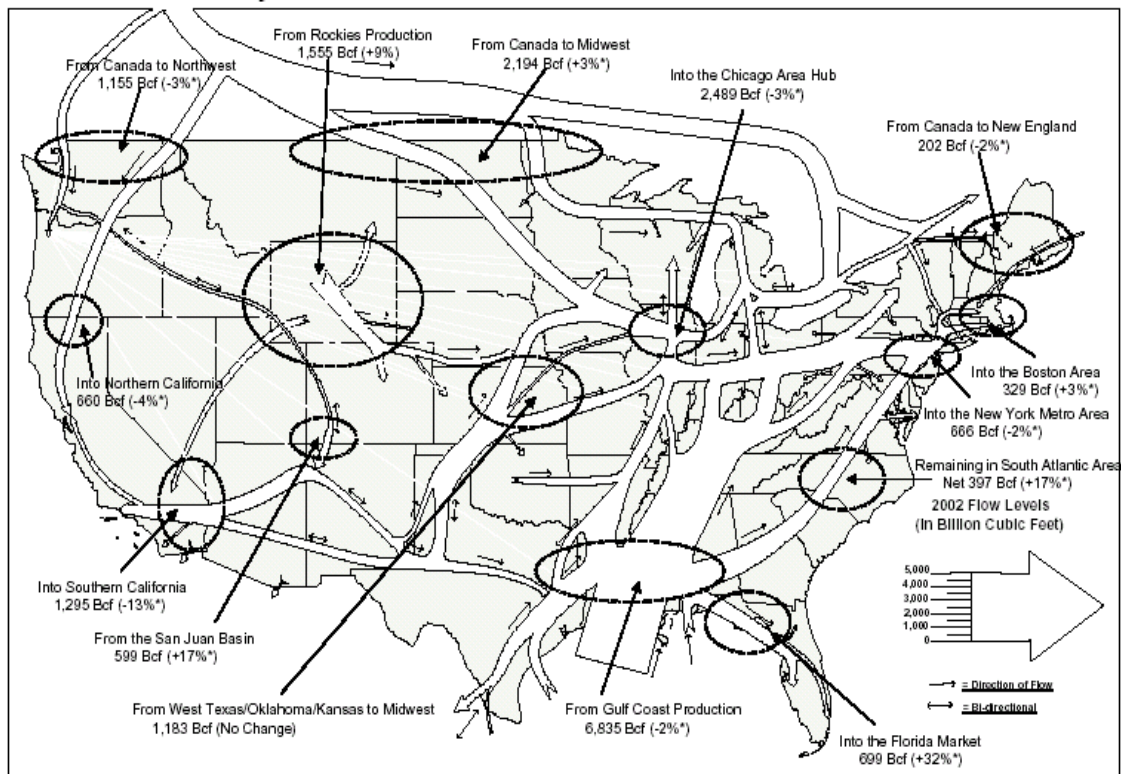 From Rockies Production
1,555 Bcf (+9%)
From Canada to Midwest
2,194 Bcf (+3%*)
From Canada to Northwest
1,155 Bcf (-3%*)
Into the Chicago Area Hub
2,489 Bcf (-3%*)
From Canada to New England
202 Bcf (-2%*)
Into Northern California
660 Bcf (-4%*)
Into the Boston Area
329 Bcf (+3%*)
Into the New York Metro Area
666 Bcf (-2%*)
Remaining in South Atlantic Area
Net 397 Bcf (+17%*)
2002 Flow Levels
(In Billion Cubic Feet)
5,000
4,000
3,000
2,000
1,000
0
Into Southern California
1,295 Bcf (-13%*)
From the San Juan Basin
599 Bcf (+17%*)
From West Texas/Oklahoma/Kansas to Midwest
1,183 Bcf (No Change)
From Gulf Coast Production
6,835 Bcf (-2%*)
Into the Florida Market
699 Bcf (+32%*)
= Direction of Flow
= Bi-directional